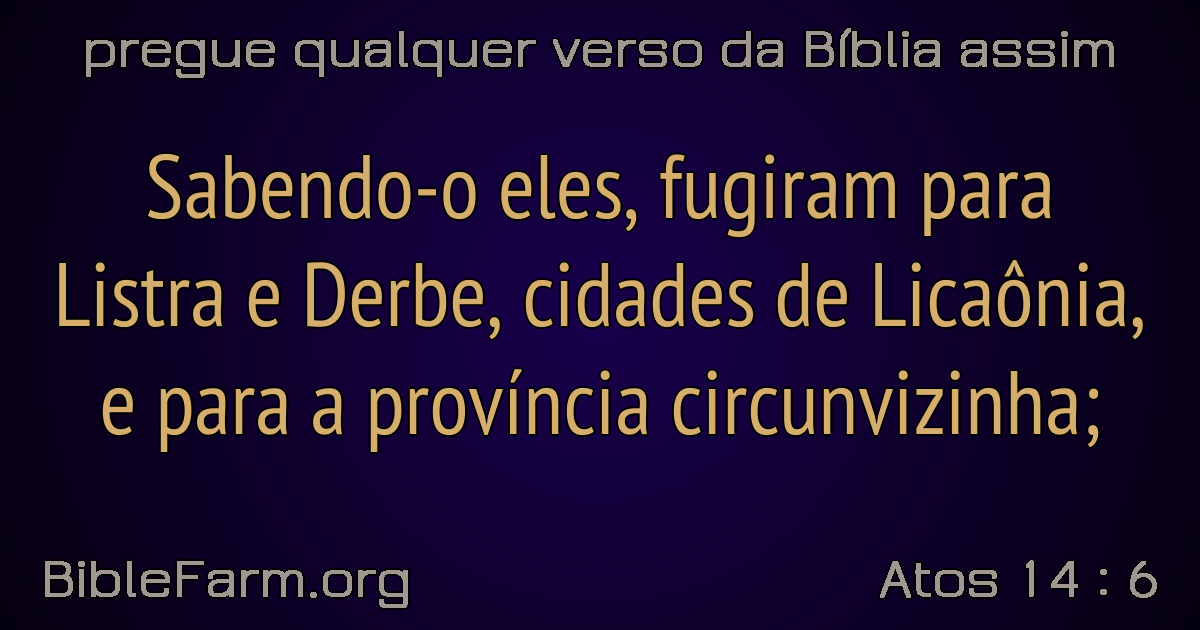 pregue qualquer verso da Bíblia assim
Sabendo-o eles, fugiram para
Listra e Derbe, cidades de Licaônia,
e para a província circunvizinha;
BibleFarm.org
Atos 14 : 6